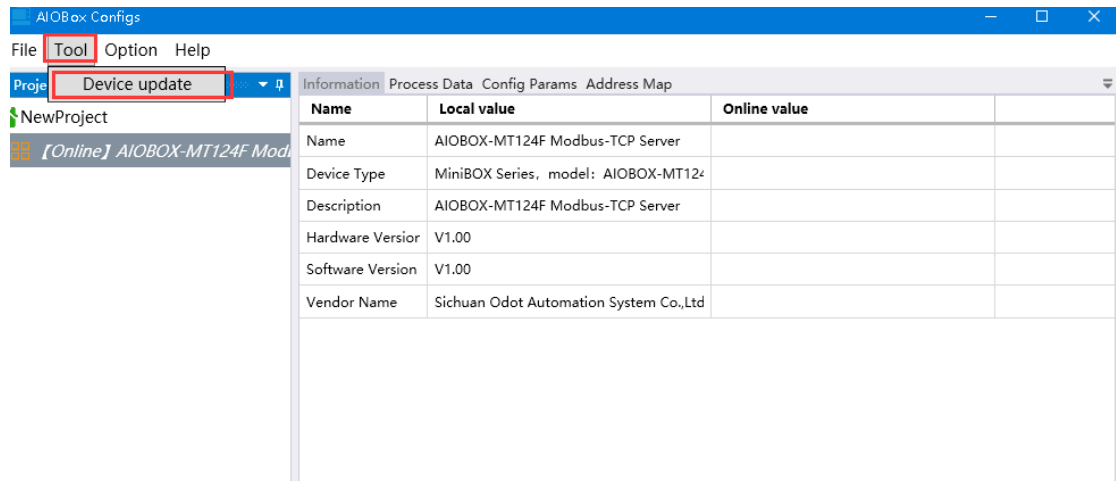 AIOBox Configs
File Tool Option Help
Proje
Device update
NewProject
【Online】AIOBOX-MT124F Mod
Information Process Data Config Params Address Map
Name Local value Online value
Name AIOBOX-MT124F Modbus-TCP Server
Device Type MiniBOX Series，model：AIOBOX-MT124
Description AIOBOX-MT124F Modbus-TCP Server
Hardware Version V1.00
Software Version V1.00
Vendor Name Sichuan Odot Automation System Co.,Ltd